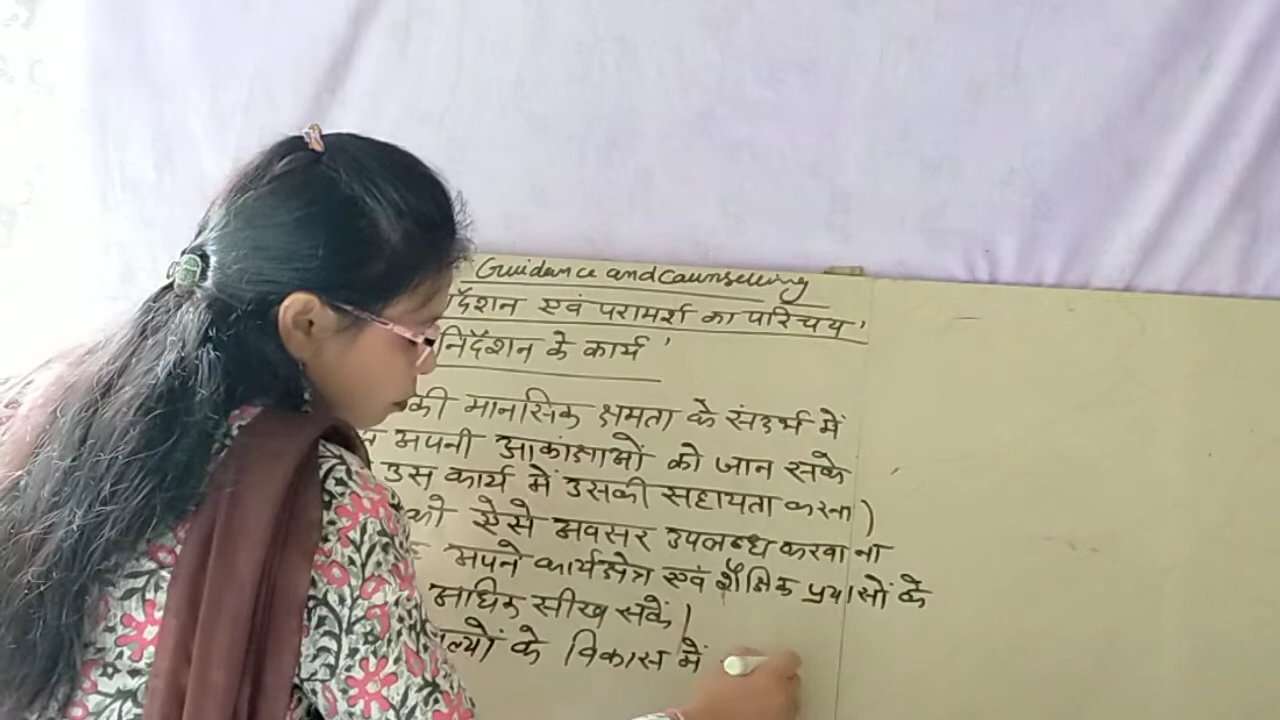 Guidance and Counselling
र्देशन एवं परामर्श का परिचय'
निर्देशन के कार्य'
की मानसिक क्षमता के संदर्भ में
अपनी आकांक्षाओं को जान सके
उस कार्य में उसकी सहायता करना)
को ऐसे अवसर उपलब्ध करवाना
अपने कार्यक्षेत्र एवं शैक्षिक प्रयासों के
अधिक सीख सकें।
ल्यों के विकास में